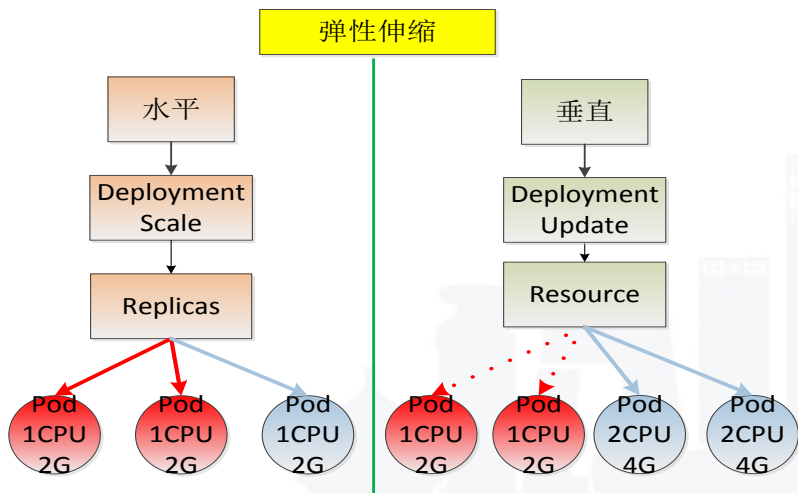 弹性伸缩
水平
Deployment
Scale
Replicas
Pod
1CPU
2G
Pod
1CPU
2G
Pod
1CPU
2G
垂直
Deployment
Update
Resource
Pod
1CPU
2G
Pod
1CPU
2G
Pod
2CPU
4G
Pod
2CPU
4G